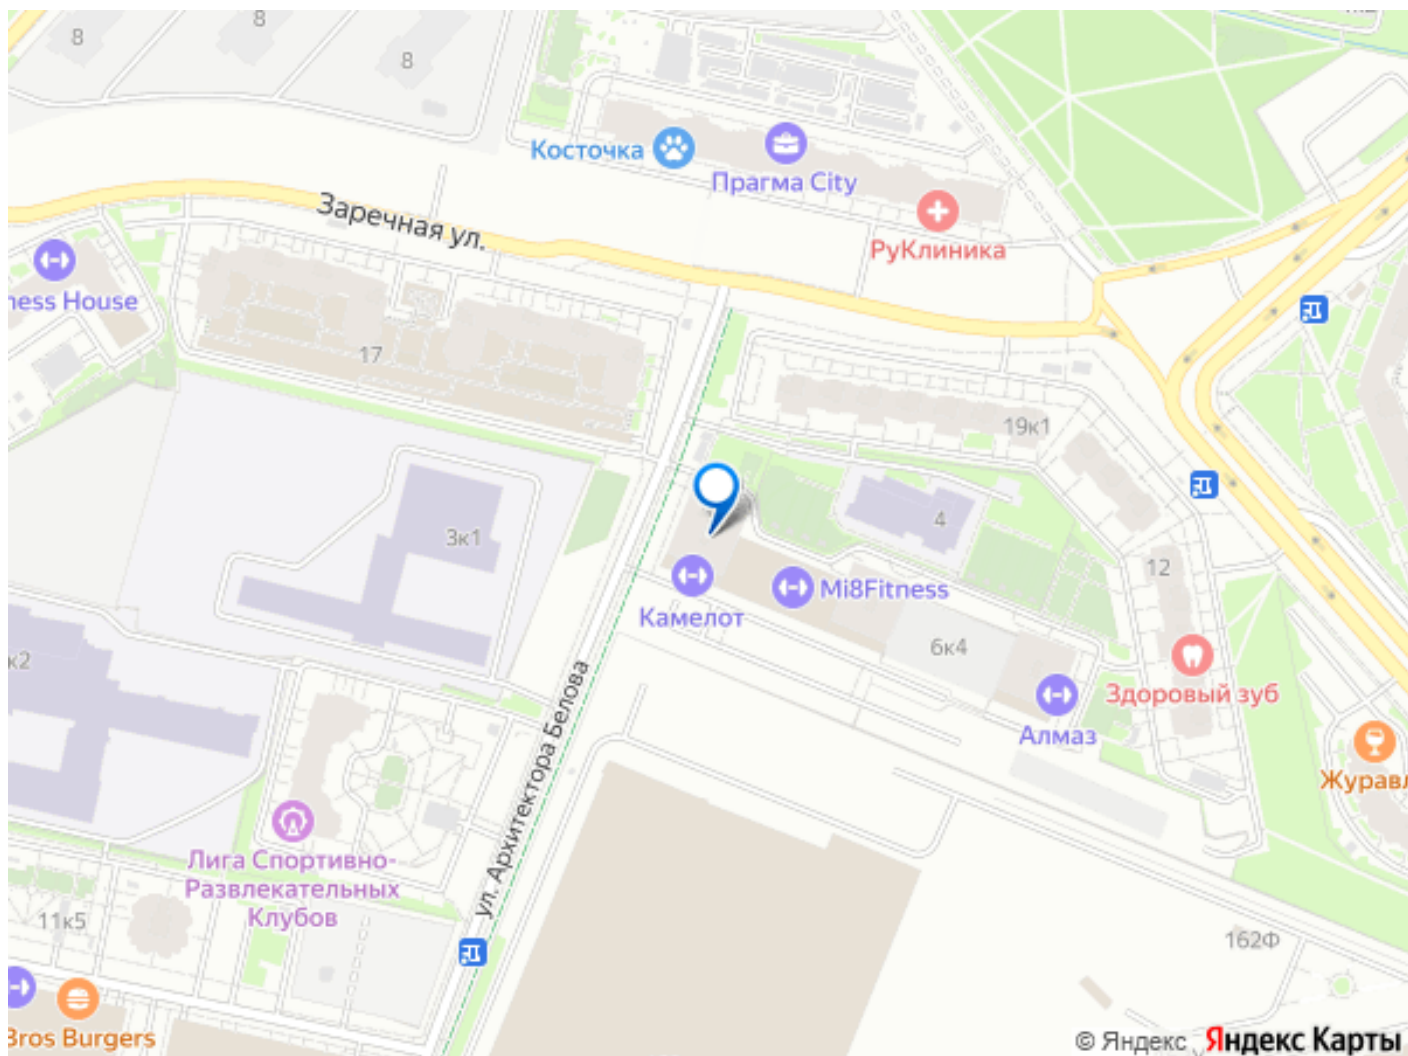 8
8
8
Косточка
Прагма City
РуКлиника
Заречная ул.
ness House
17
19к1
3к1
4
12
Mi8Fitness
Камелот
6к4
Здоровый зуб
к2
Алмаз
ул. Архитектора Белова
Журавл
Лига Спортивно-
Развлекательных
Клубов
11к5
162Ф
Bros Burgers
© Яндекс Яндекс Карты